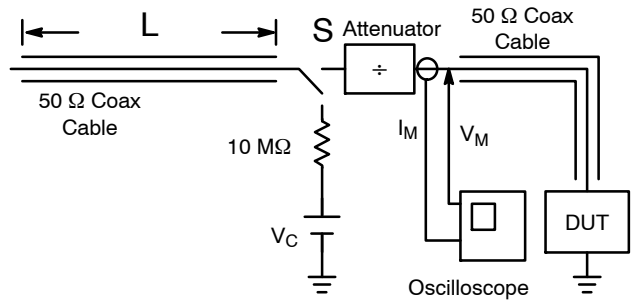 L
S
Attenuator
÷
50 Ω Coax
Cable
50 Ω Coax
Cable
10 MΩ
I_M
V_M
V_C
DUT
Oscilloscope